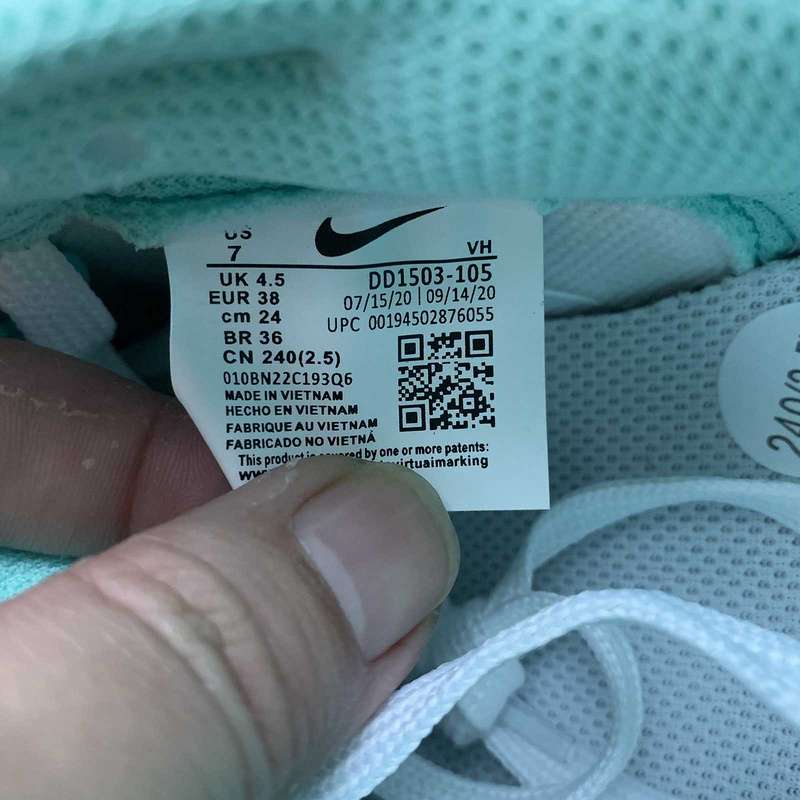 US
7
VH
UK 4.5
EUR 38
cm 24
BR 36
CN 240(2.5)
DD1503-105
07/15/20 | 09/14/20
UPC 00194502876055
010BN22C193Q6
MADE IN VIETNAM
HECHO EN VIETNAM
FABRIQUE AU VIETNAM
FABRICADO NO VIETNÃ
This product is covered by one or more patents: